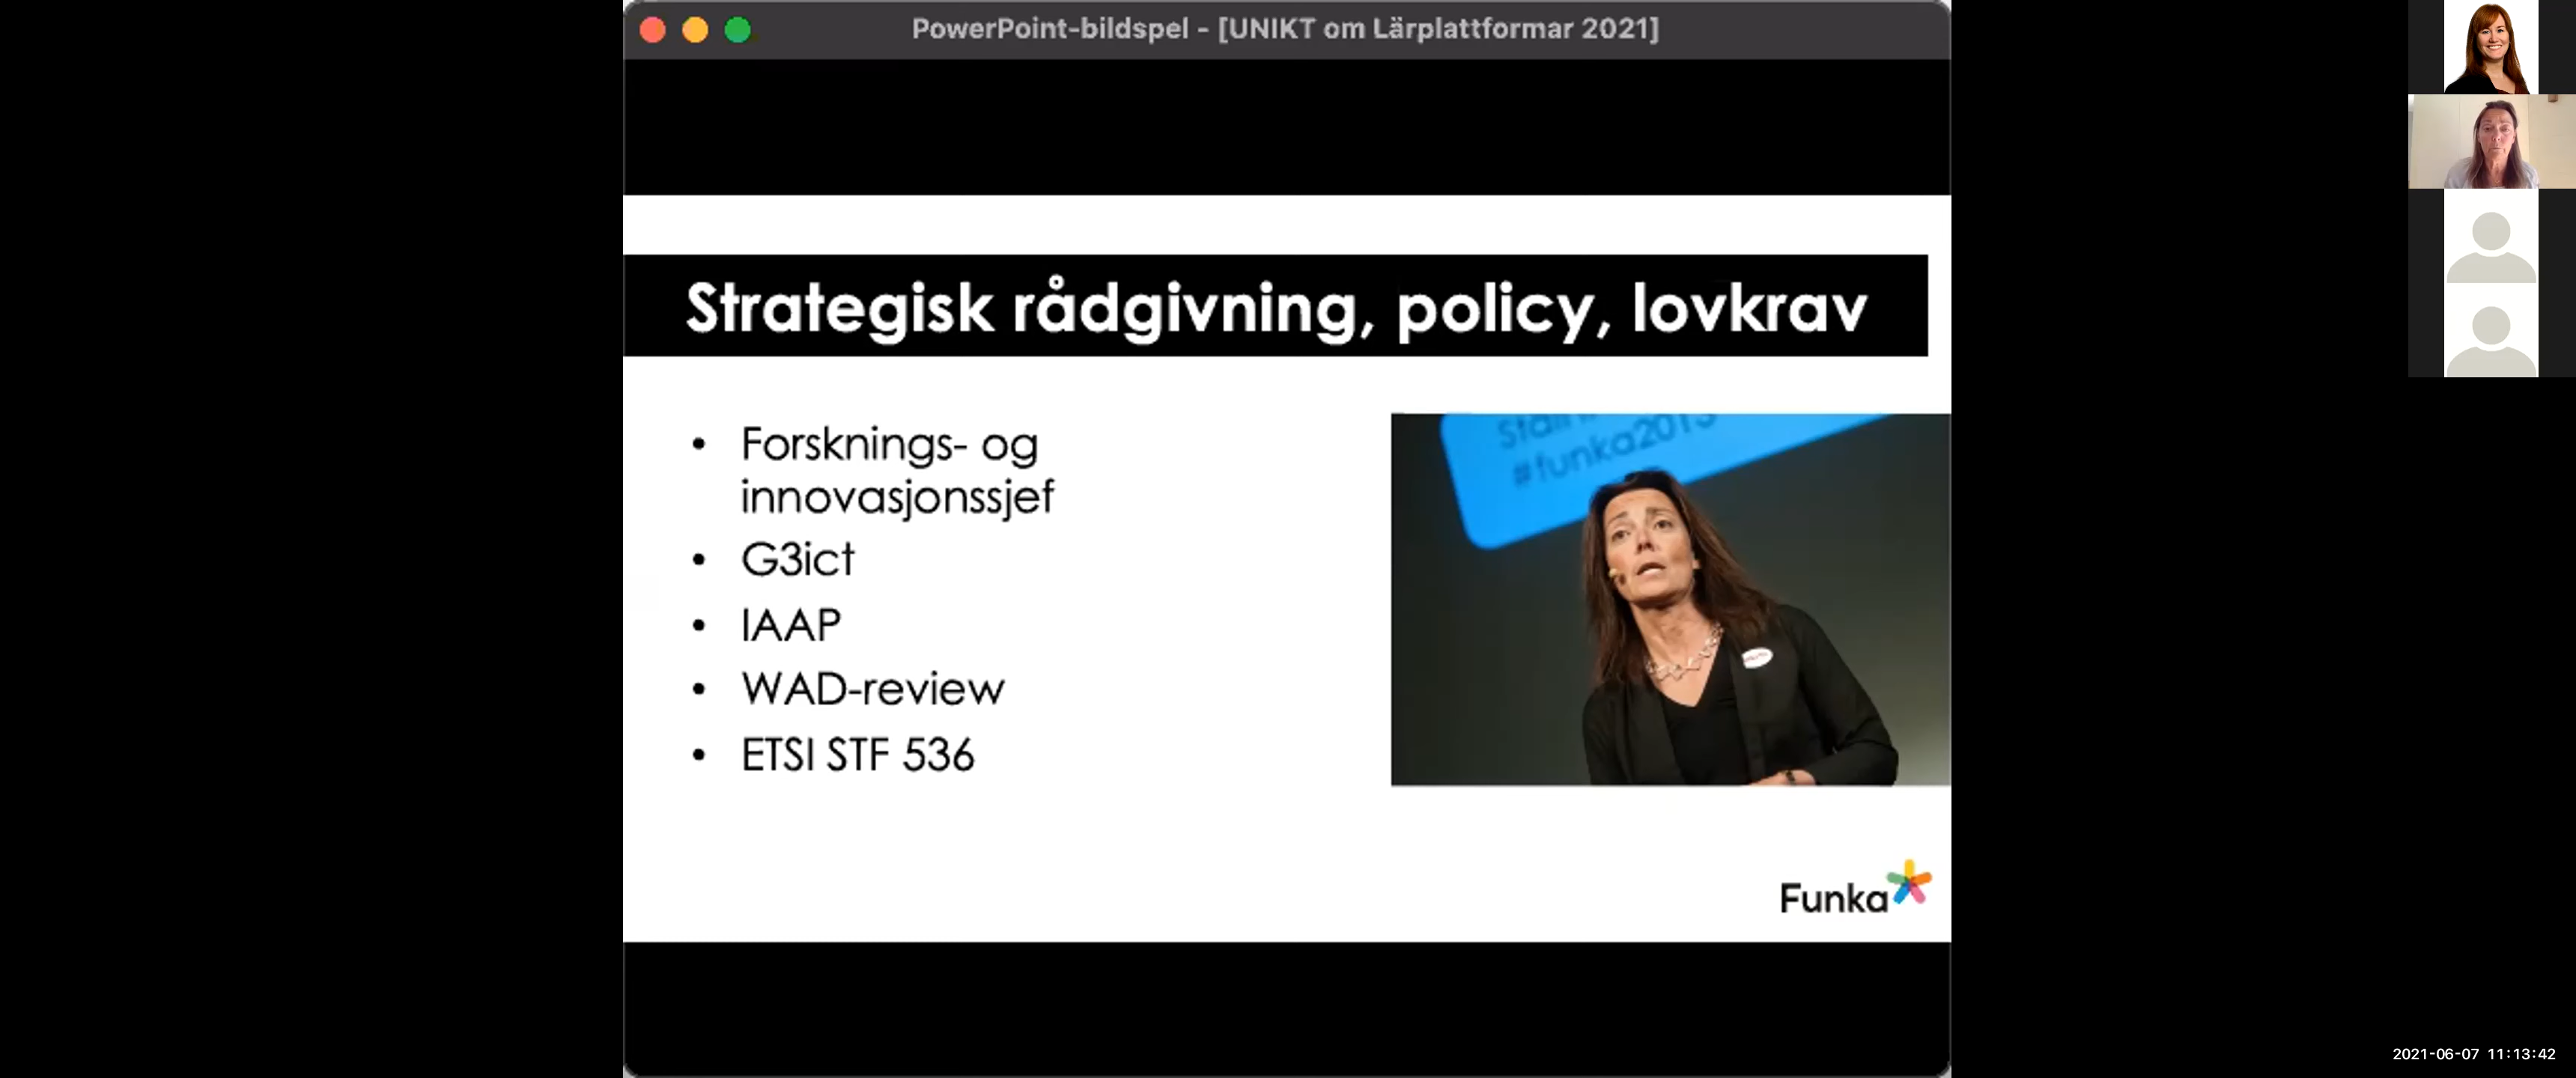 PowerPoint-bildspel - [UNIKT om Lärplattformar 2021]
Strategisk rådgivning, policy, lovkrav
• Forsknings- og
innovasjonssjef
• G3ict
• IAAP
• WAD-review
• ETSI STF 536
#funka2015
Funka
2021-06-07 11:13:42